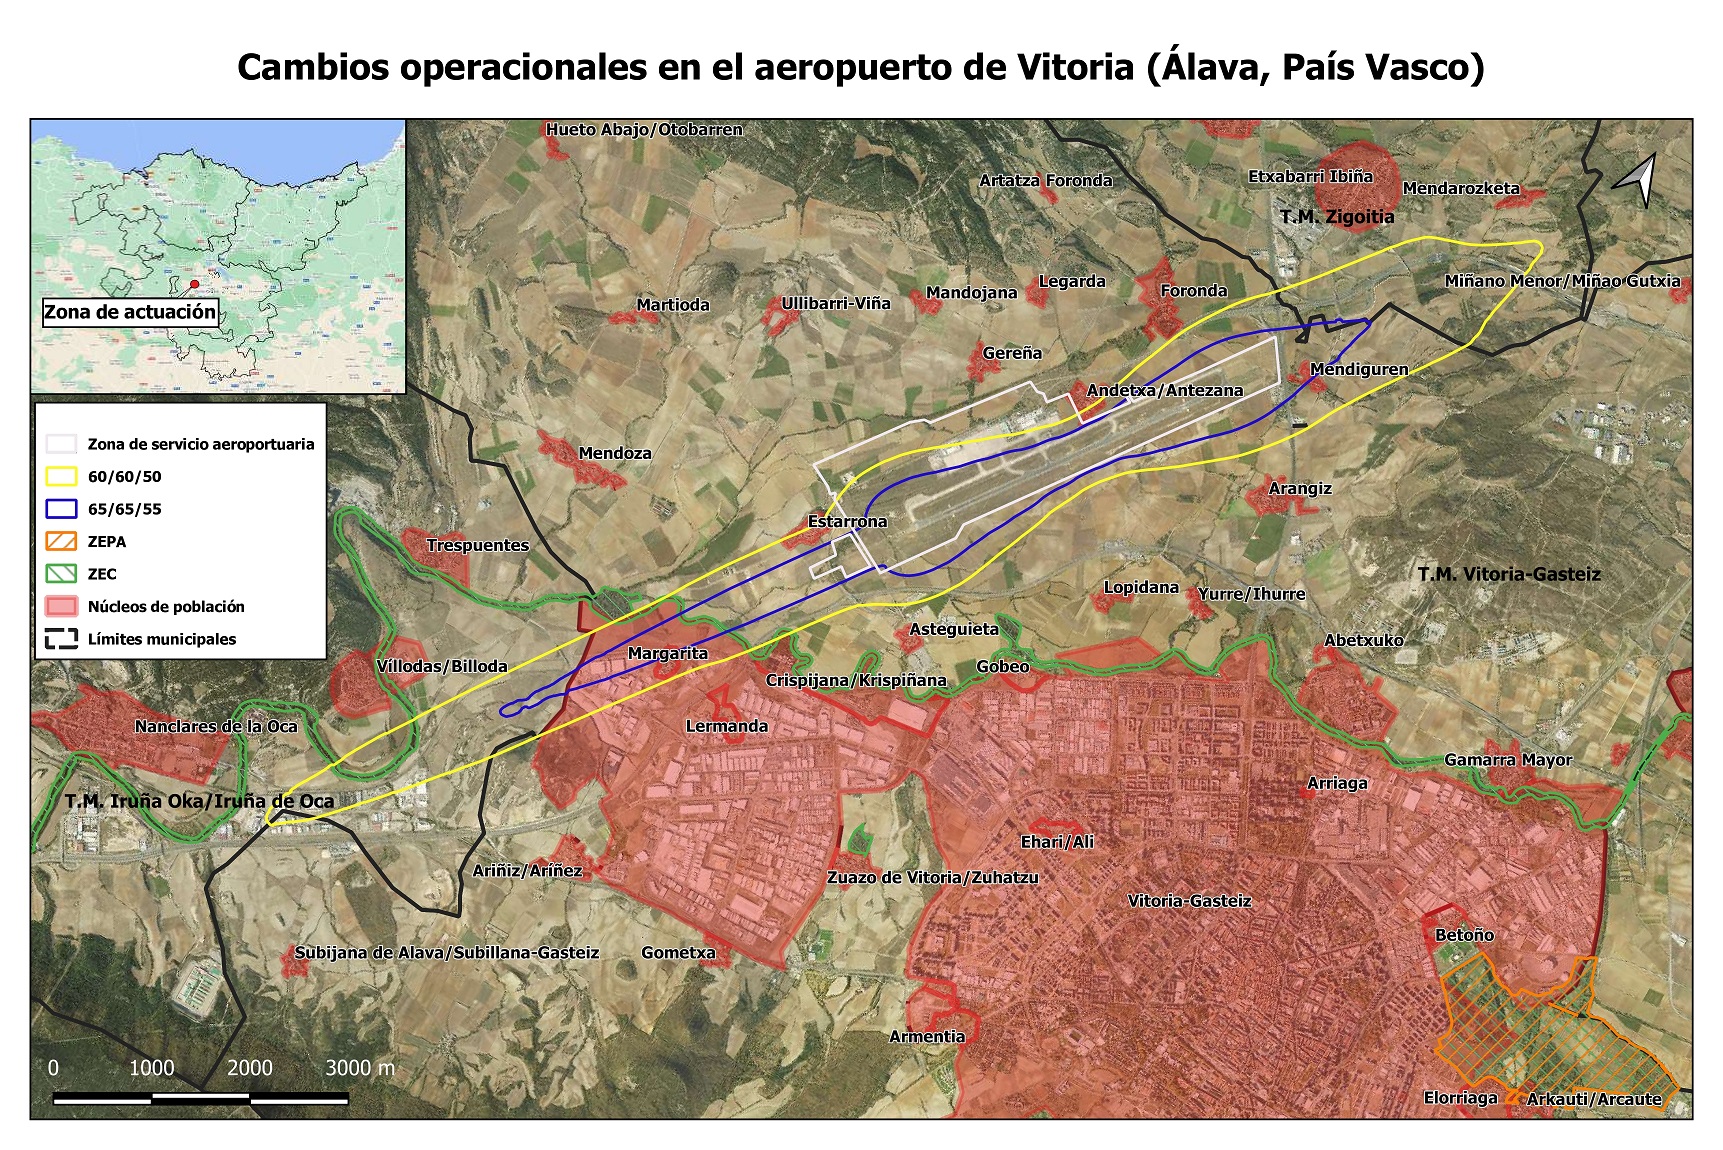 Cambios operacionales en el aeropuerto de Vitoria (Álava, País Vasco)
Zona de actuación
Zona de servicio aeroportuaria
60/60/50
65/65/55
ZEPA
ZEC
Núcleos de población
Límites municipales
Hueto Abajo/Otobarren
Artatza Foronda
Etxabarri Ibiña
Mendarozketa
T.M. Zigoitia
Legarda
Miñano Menor/Miñao Gutxia
Mandojana
Foronda
Martioda
Ullibarri-Viña
Gereña
Mendiguren
Andetxa/Antezana
Mendoza
Arangiz
Estarrona
Trespuentes
T.M. Vitoria-Gasteiz
Lopidana
Yurre/Ihurre
Asteguieta
Abetxuko
Margarita
Villodas/Billoda
Gobeo
Crispijana/Krispiñana
Nanclares de la Oca
Lermanda
Gamarra Mayor
Arriaga
T.M. Iruña Oka/Iruña de Oca
Ehari/Ali
Ariñiz/Aríñez
Zuazo de Vitoria/Zuhatzu
Vitoria-Gasteiz
Betoño
Subijana de Alava/Subillana-Gasteiz
Gometxa
Armentia
Elorriaga
Arkauti/Arcaute
0 1000 2000 3000 m